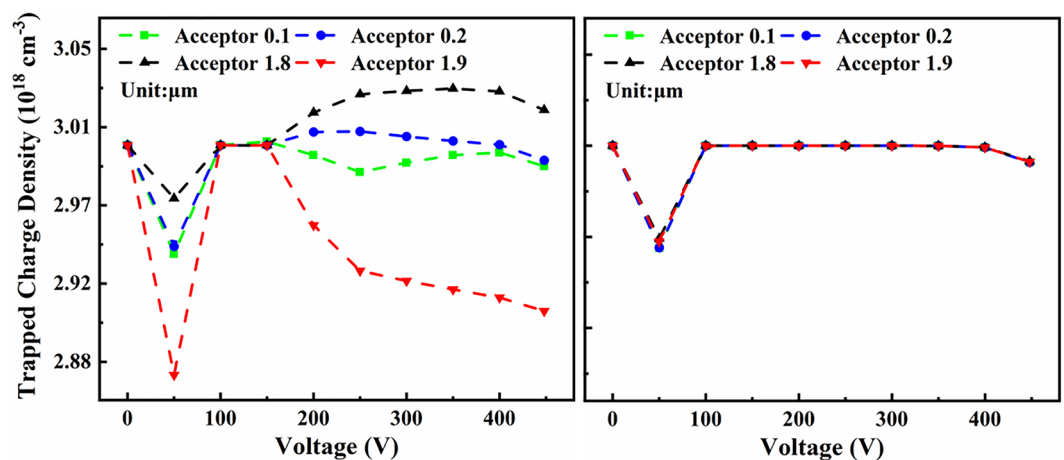 Trapped Charge Density (10¹⁸ cm⁻³)
3.05
3.01
2.97
2.92
2.88
Acceptor 0.1 Acceptor 0.2
Acceptor 1.8 Acceptor 1.9
Unit:μm
0 100 200 300 400
Voltage (V)
Acceptor 0.1 Acceptor 0.2
Acceptor 1.8 Acceptor 1.9
Unit:μm
0 100 200 300 400
Voltage (V)